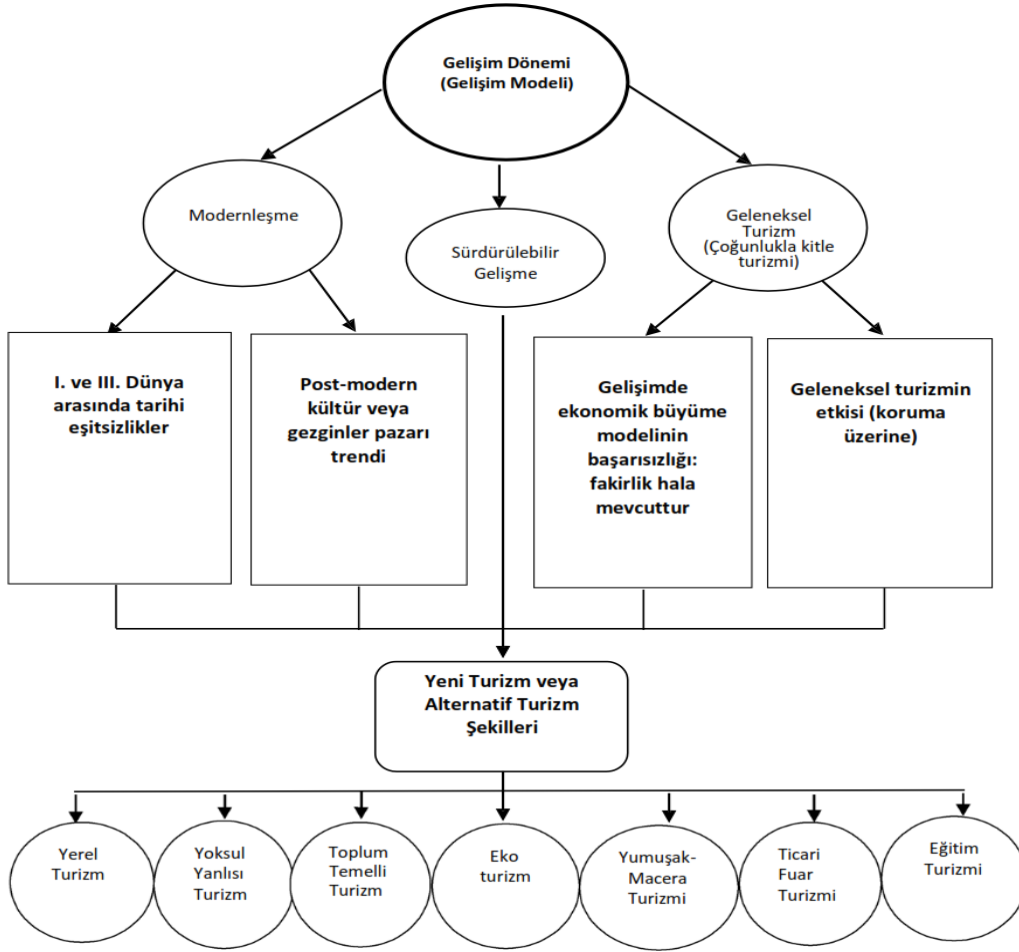 Gelişim Dönemi
(Gelişim Modeli)
Modernleşme
Sürdürülebilir
Gelişme
Geleneksel
Turizm
(Çoğunlukla kitle
turizmi)
I. ve III. Dünya
arasında tarihi
eşitsizlikler
Post-modern
kültür veya
gezginler pazarı
trendi
Gelişimde
ekonomik büyüme
modelinin
başarısızlığı:
fakirlik hala
mevcuttur
Geleneksel turizmin
etkisi (koruma
üzerine)
Yeni Turizm veya
Alternatif Turizm
Şekilleri
Yerel
Turizm
Yoksul
Yanlısı
Turizm
Toplum
Temelli
Turizm
Eko
turizm
Yumuşak-
Macera
Turizmi
Ticari
Fuar
Turizmi
Eğitim
Turizmi